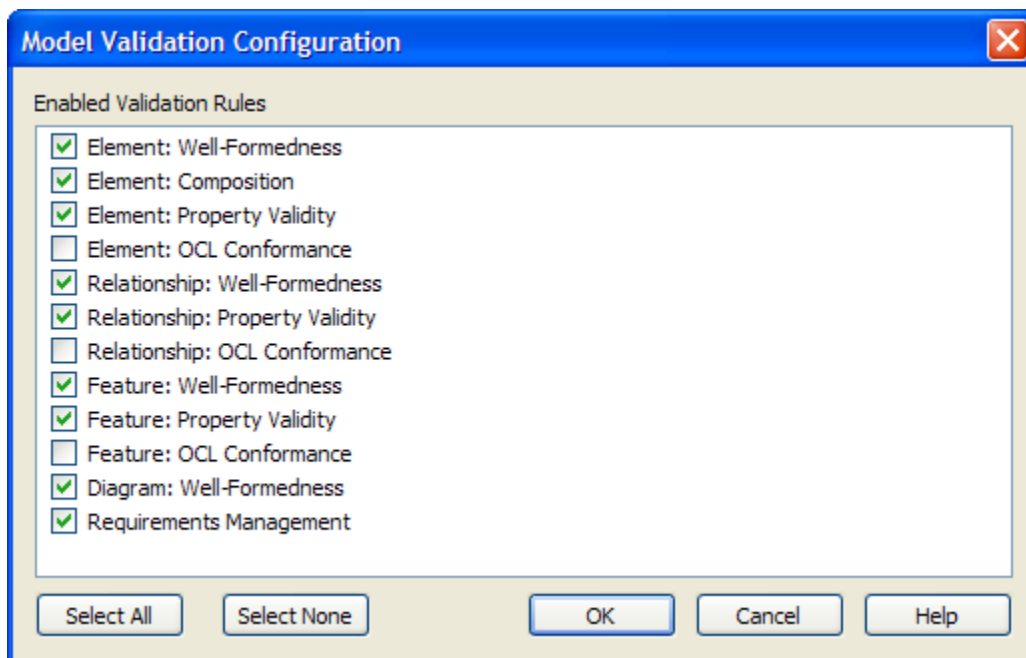 Model Validation Configuration
Enabled Validation Rules
Element: Well-Formedness
Element: Composition
Element: Property Validity
Element: OCL Conformance
Relationship: Well-Formedness
Relationship: Property Validity
Relationship: OCL Conformance
Feature: Well-Formedness
Feature: Property Validity
Feature: OCL Conformance
Diagram: Well-Formedness
Requirements Management
Select All Select None OK Cancel Help